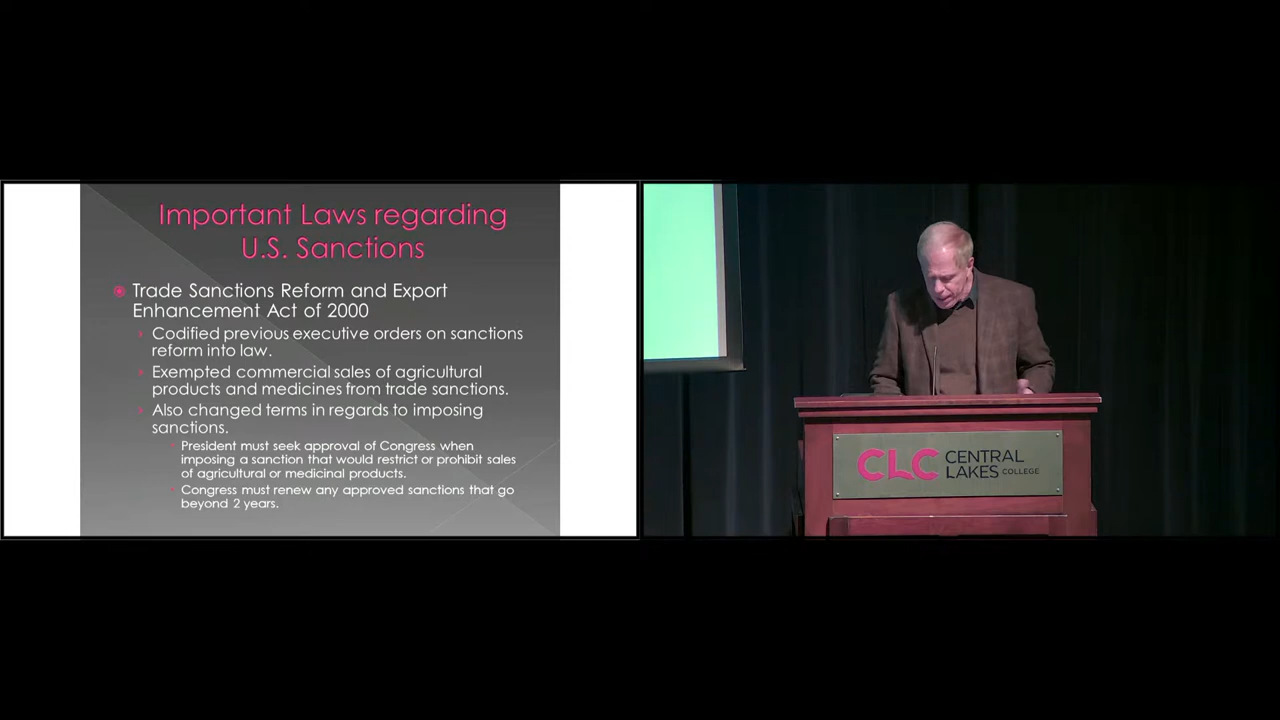 Important Laws regarding
U.S. Sanctions
Trade Sanctions Reform and Export
Enhancement Act of 2000
Codified previous executive orders on sanctions
reform into law.
Exempted commercial sales of agricultural
products and medicines from trade sanctions.
Also changed terms in regards to imposing
sanctions.
President must seek approval of Congress when
imposing a sanction that would restrict or prohibit sales
of agricultural or medicinal products.
Congress must renew any approved sanctions that go
beyond 2 years.
CLC CENTRAL
LAKES COLLEGE